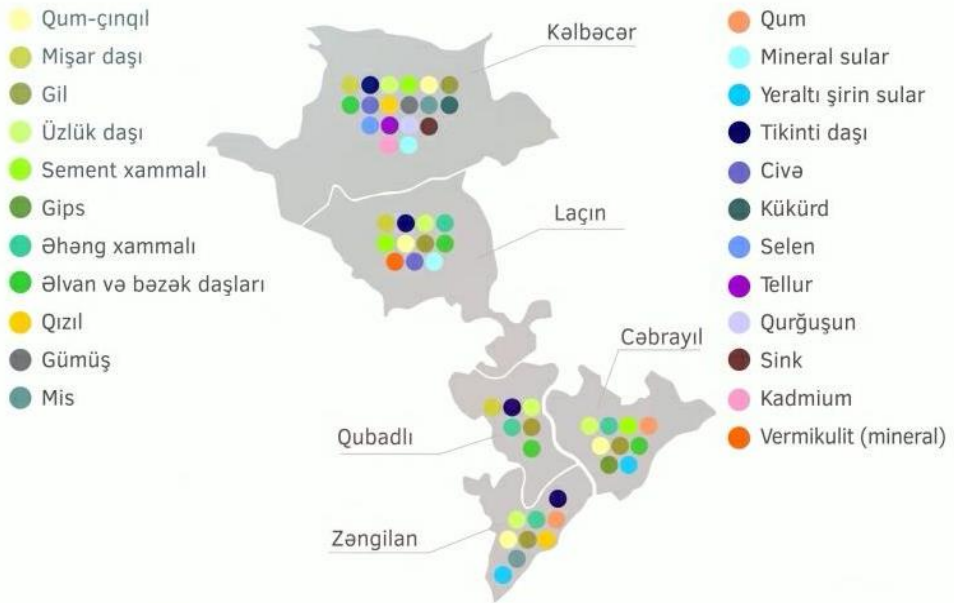 Qum-çınqıl
Mişar daşı
Gil
Üzlük daşı
Sement xammalı
Gips
Əhəng xammalı
Əlvan və bəzək daşları
Qızıl
Gümüş
Mis
Kəlbəcər
Laçın
Cəbrayıl
Qubadlı
Zəngilan
Qum
Mineral sular
Yeraltı şirin sular
Tikinti daşı
Civə
Kükürd
Selen
Tellur
Qurğuşun
Sink
Kadmium
Vermikulit (mineral)